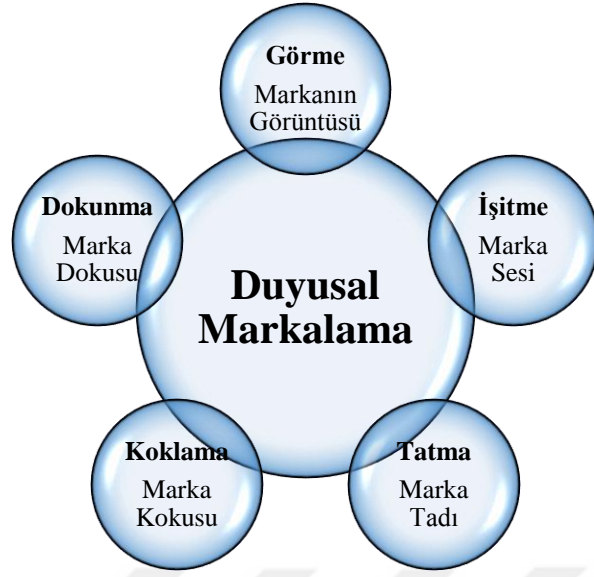 Görme
Markanın
Görüntüsü
Dokunma
Marka
Dokusu
İşitme
Marka
Sesi
Duyusal
Markalama
Koklama
Marka
Kokusu
Tatma
Marka
Tadı